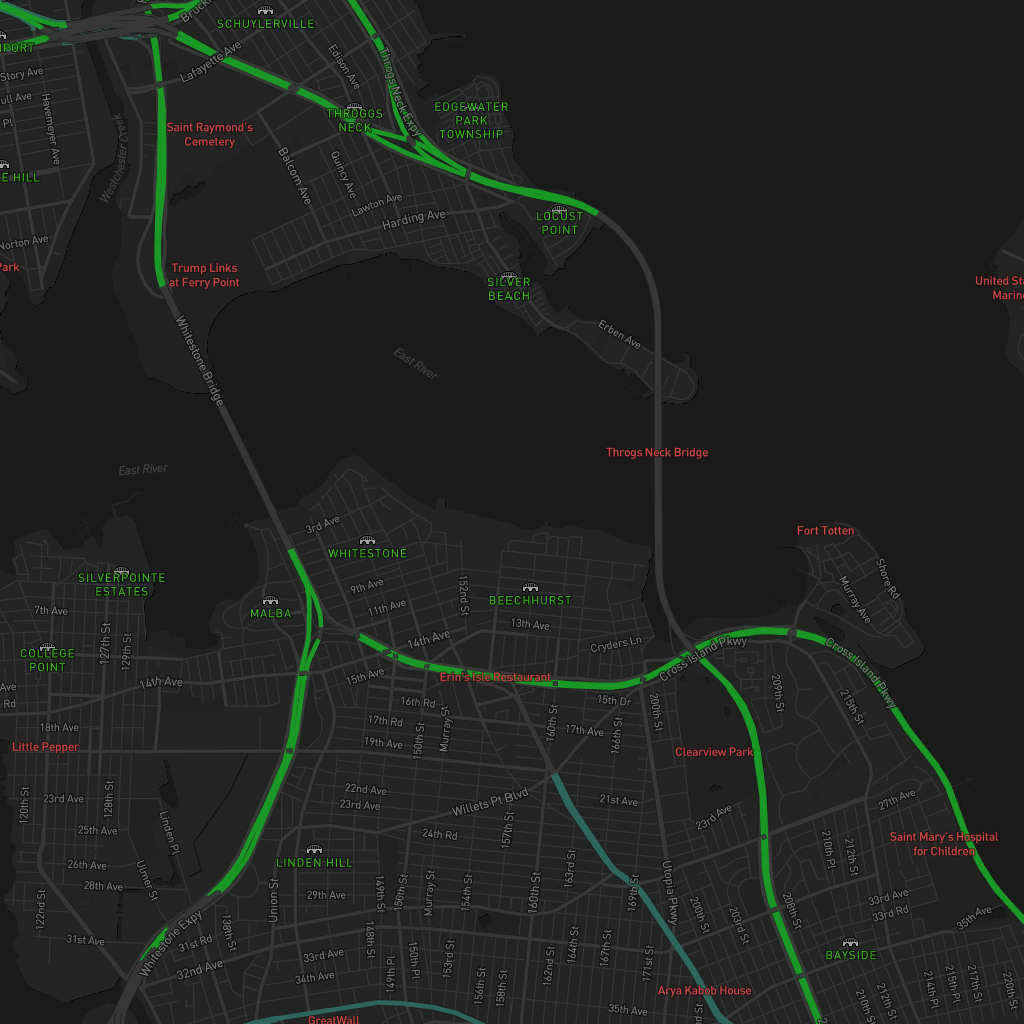 Bruck
SCHUYLERVILLE
Lafayette Ave
Edison Ave
Throgs Neck Expy
Story Ave
Havemeyer Ave
Pl
Westchester Creek
Saint Raymond's
Cemetery
THROGGS
NECK
EDGEWATER
PARK
TOWNSHIP
E HILL
Balcom Ave
Quincy Ave
Lawton Ave
Harding Ave
LOCUST
POINT
Norton Ave
Park
Trump Links
at Ferry Point
SILVER
BEACH
United Sta
Marin
Whitestone Bridge
East River
Erben Ave
Throgs Neck Bridge
East River
3rd Ave
WHITESTONE
Fort Totten
SILVERPOINTE
ESTATES
MALBA
9th Ave
152nd St
BEECHHURST
Murray Ave
Shore Rd
7th Ave
127th St
129th St
11th Ave
13th Ave
14th Ave
Cryders Ln
COLLEGE
POINT
Cross Island Pkwy
Cross Island Pkwy
14th Ave
15th Ave
Erin's Isle Restaurant
Ave
Rd
16th Rd
15th Dr
200th St
209th St
215th St
18th Ave
17th Rd
150th St
Murray St
160th St
17th Ave
166th St
Little Pepper
19th Ave
Clearview Park
120th St
23rd Ave
128th St
22nd Ave
23rd Ave
Willets Pt Blvd
21st Ave
27th Ave
25th Ave
Linden Pl
24th Rd
157th St
23rd Ave
210th Pl
212th St
Saint Mary's Hospital
for Children
26th Ave
28th Ave
Ulmer St
LINDEN HILL
163rd St
Utopia Pkwy
122nd St
Union St
29th Ave
146th St
150th St
Murray St
154th St
160th St
169th St
200th St
203rd St
208th St
33rd Ave
33rd Rd
35th Ave
31st Ave
Whitestone Expy
31st Rd
138th St
32nd Ave
33rd Ave
34th Ave
148th St
149th Pl
150th Pl
153rd St
156th St
158th St
162nd St
164th St
167th St
171st St
BAYSIDE
Arya Kabob House
35th Ave
nd St
210th St
212th St
214th Pl
215th Pl
217th St
220th St
GreatWall